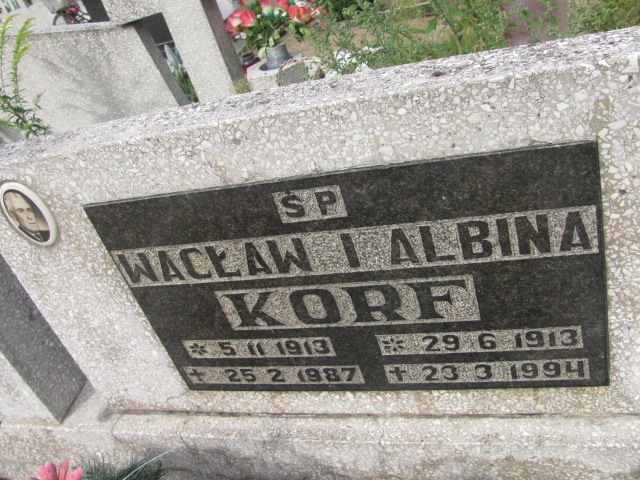 ŚP
WACŁAW I ALBINA
KORF
* 5 11 1913 * 29 6 1913
✝ 25 2 1987 ✝ 23 3 1994